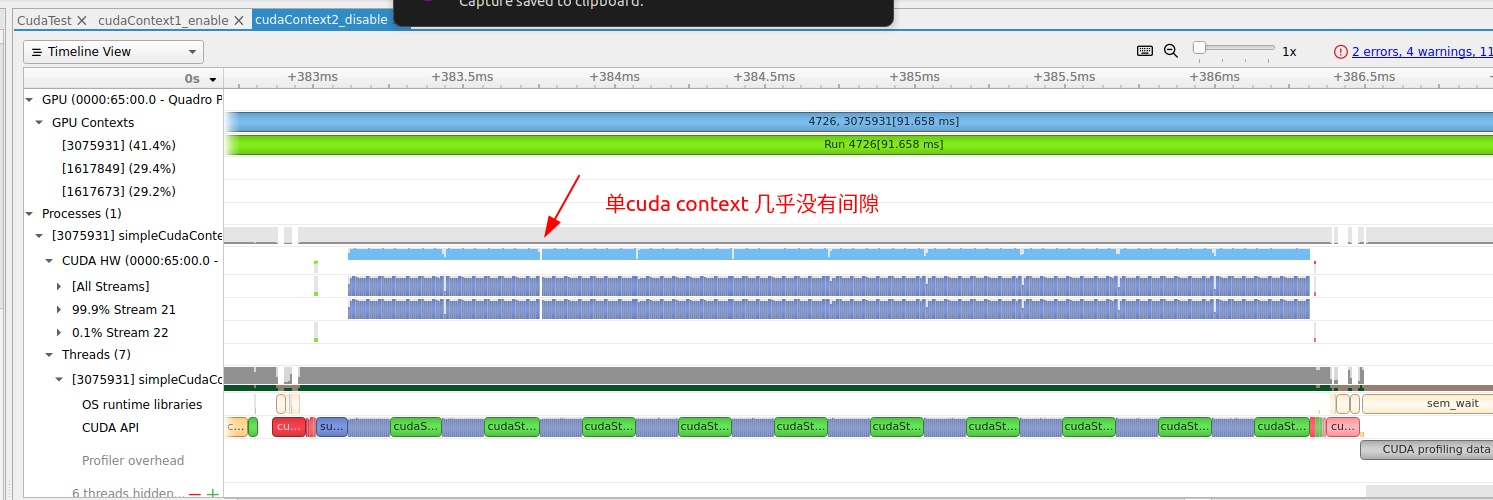 Capture saved to clipboard.
CudaTest cudaContext1_enable cudaContext2_disable
Timeline View 1x 2 errors, 4 warnings, 11
0s +383ms +383.5ms +384ms +384.5ms +385ms +385.5ms +386ms +386.5ms
GPU (0000:65:00.0 - Quadro P
GPU Contexts 4726, 3075931[91.658 ms]
[3075931] (41.4%) Run 4726[91.658 ms]
[1617849] (29.4%)
[1617673] (29.2%)
单cuda context 几乎没有间隙
Processes (1)
[3075931] simpleCudaConte
CUDA HW (0000:65:00.0 -
[All Streams]
99.9% Stream 21
0.1% Stream 22
Threads (7)
[3075931] simpleCudaCo
OS runtime libraries sem_wait
CUDA API c... cu... su... cudaS... cudaSt... cudaSt... cudaSt... cudaSt... cudaSt... cudaSt... cudaSt... cudaSt... cudaSt... cu...
Profiler overhead CUDA profiling data
6 threads hidden...